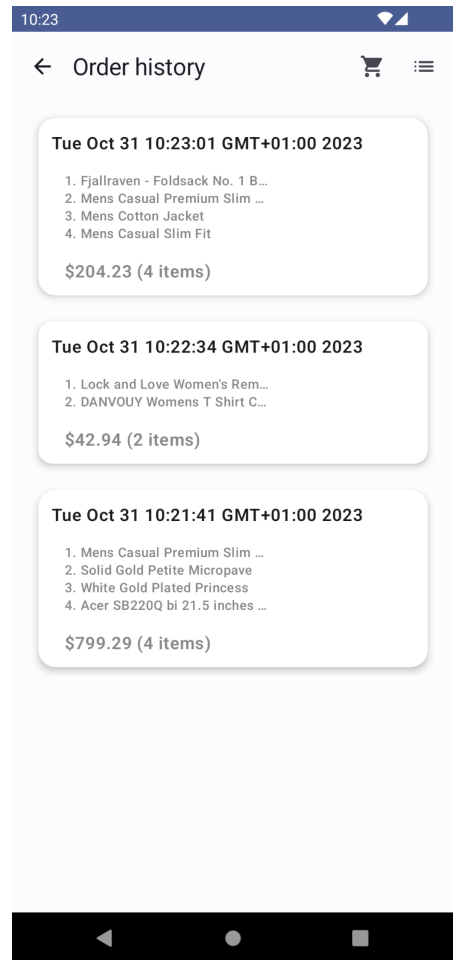 10:23
Order history
Tue Oct 31 10:23:01 GMT+01:00 2023
1. Fjallraven - Foldsack No. 1 B...
2. Mens Casual Premium Slim ...
3. Mens Cotton Jacket
4. Mens Casual Slim Fit
$204.23 (4 items)
Tue Oct 31 10:22:34 GMT+01:00 2023
1. Lock and Love Women's Rem...
2. DANVOUY Womens T Shirt C...
$42.94 (2 items)
Tue Oct 31 10:21:41 GMT+01:00 2023
1. Mens Casual Premium Slim ...
2. Solid Gold Petite Micropave
3. White Gold Plated Princess
4. Acer SB220Q bi 21.5 inches ...
$799.29 (4 items)